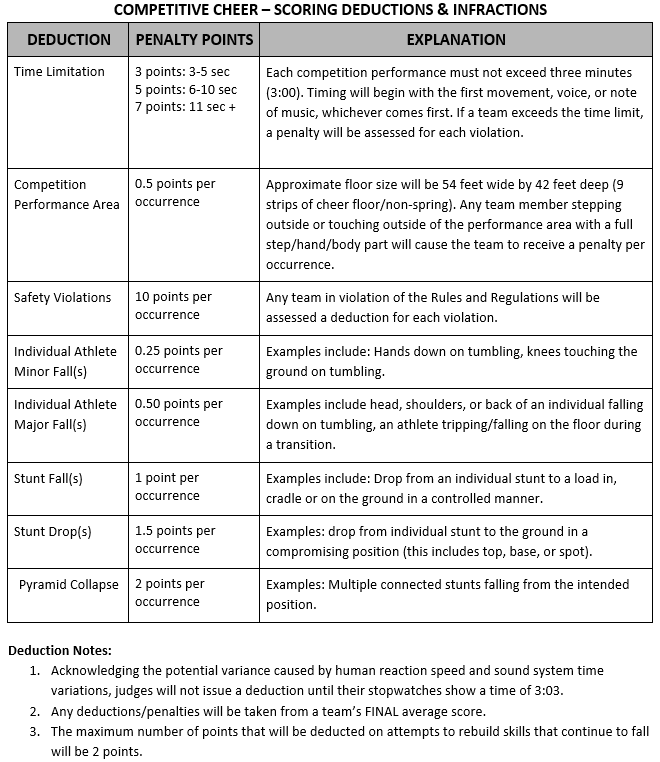 COMPETITIVE CHEER – SCORING DEDUCTIONS & INFRACTIONS
DEDUCTION PENALTY POINTS EXPLANATION
Time Limitation
3 points: 3-5 sec
5 points: 6-10 sec
7 points: 11 sec +
Each competition performance must not exceed three minutes
(3:00). Timing will begin with the first movement, voice, or note
of music, whichever comes first. If a team exceeds the time limit,
a penalty will be assessed for each violation.
Competition
Performance Area
0.5 points per
occurrence
Approximate floor size will be 54 feet wide by 42 feet deep (9
strips of cheer floor/non-spring). Any team member stepping
outside or touching outside of the performance area with a full
step/hand/body part will cause the team to receive a penalty per
occurrence.
Safety Violations
10 points per
occurrence
Any team in violation of the Rules and Regulations will be
assessed a deduction for each violation.
Individual Athlete
Minor Fall(s)
0.25 points per
occurrence
Examples include: Hands down on tumbling, knees touching the
ground on tumbling.
Individual Athlete
Major Fall(s)
0.50 points per
occurrence
Examples include head, shoulders, or back of an individual falling
down on tumbling, an athlete tripping/falling on the floor during
a transition.
Stunt Fall(s)
1 point per
occurrence
Examples include: Drop from an individual stunt to a load in,
cradle or on the ground in a controlled manner.
Stunt Drop(s)
1.5 points per
occurrence
Examples: drop from individual stunt to the ground in a
compromising position (this includes top, base, or spot).
Pyramid Collapse
2 points per
occurrence
Examples: Multiple connected stunts falling from the intended
position.
Deduction Notes:
1. Acknowledging the potential variance caused by human reaction speed and sound system time
variations, judges will not issue a deduction until their stopwatches show a time of 3:03.
2. Any deductions/penalties will be taken from a team's FINAL average score.
3. The maximum number of points that will be deducted on attempts to rebuild skills that continue to fall
will be 2 points.